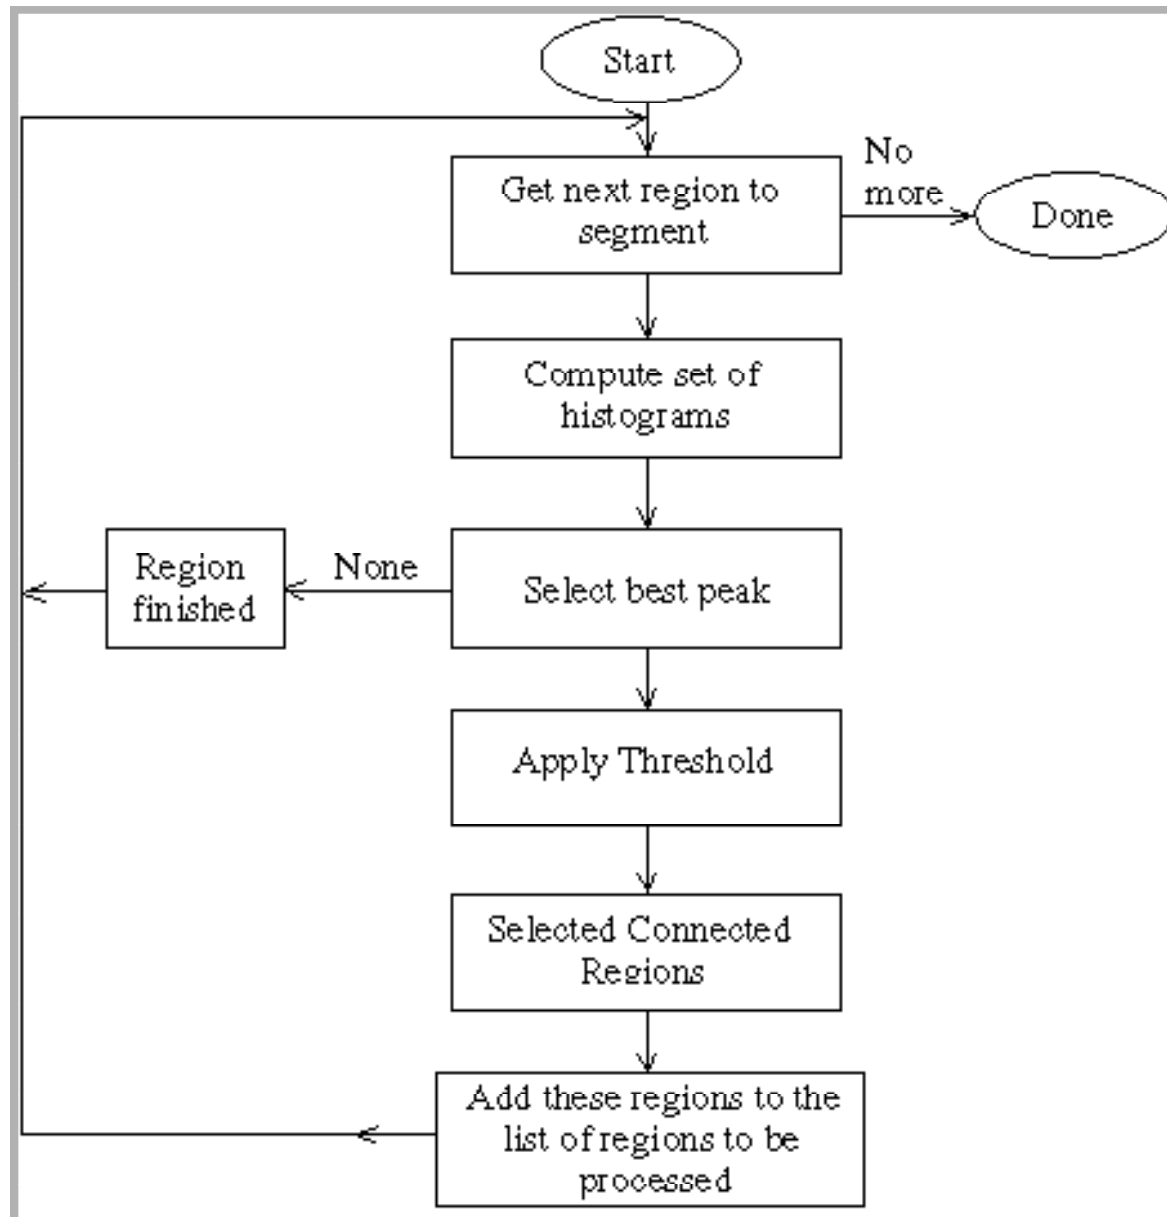 Start
No
more
Get next region to
segment
Done
Compute set of
histograms
Region
finished
None
Select best peak
Apply Threshold
Selected Connected
Regions
Add these regions to the
list of regions to be
processed